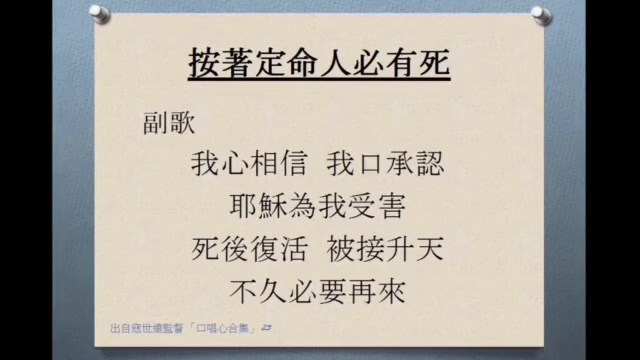 按著定命人必有死
副歌
我心相信 我口承認
耶穌為我受害
死後復活 被接升天
不久必要再來
出自寇世遠監督「口唱心合集」